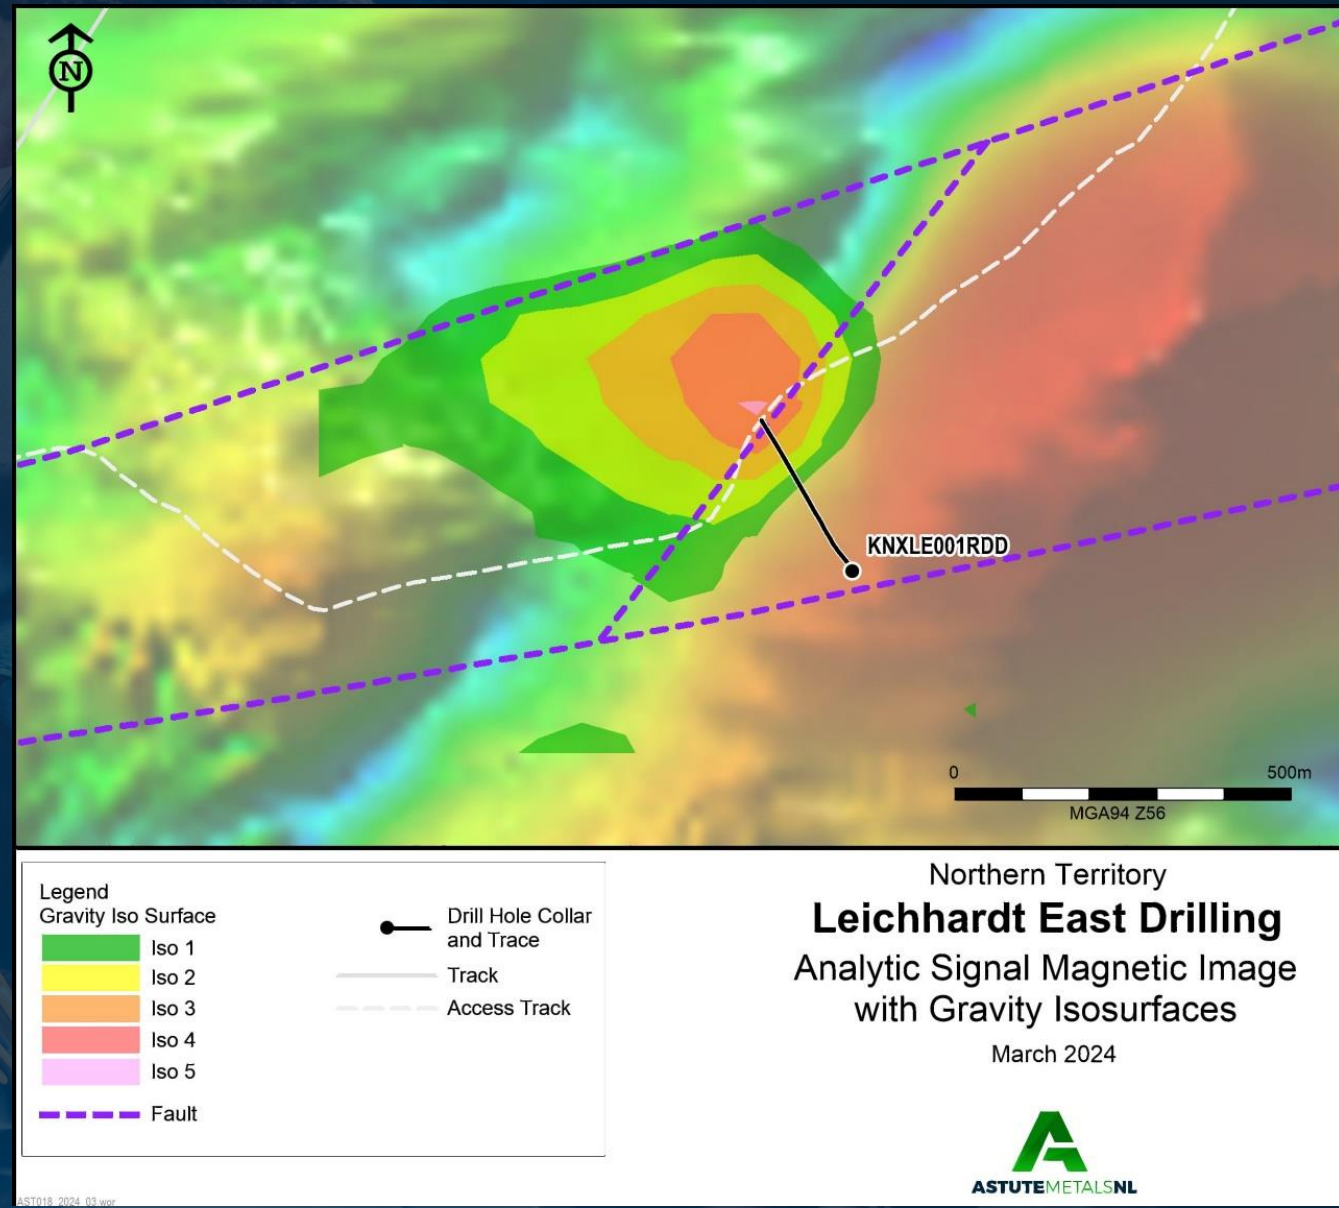 N
KNXLE001RDD
0 500m
MGA94 Z56
Legend
Gravity Iso Surface
Iso 1
Iso 2
Iso 3
Iso 4
Iso 5
Fault
Drill Hole Collar
and Trace
Track
Access Track
Northern Territory
Leichhardt East Drilling
Analytic Signal Magnetic Image
with Gravity Isosurfaces
March 2024
ASTUTEMETALSNL
AST018_2024_03.wor